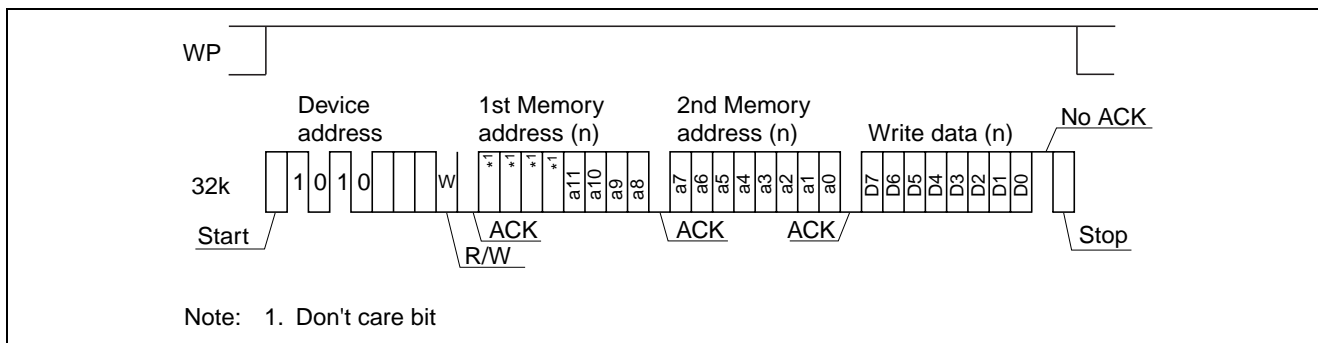 WP
Device address
1st Memory address (n)
2nd Memory address (n)
Write data (n)
No ACK
32k
1 0 1 0 W *1 *1 *1 *1 a11 a10 a9 a8 a7 a6 a5 a4 a3 a2 a1 a0 D7 D6 D5 D4 D3 D2 D1 D0
Start
ACK
R/W
ACK
ACK
Stop
Note: 1. Don't care bit